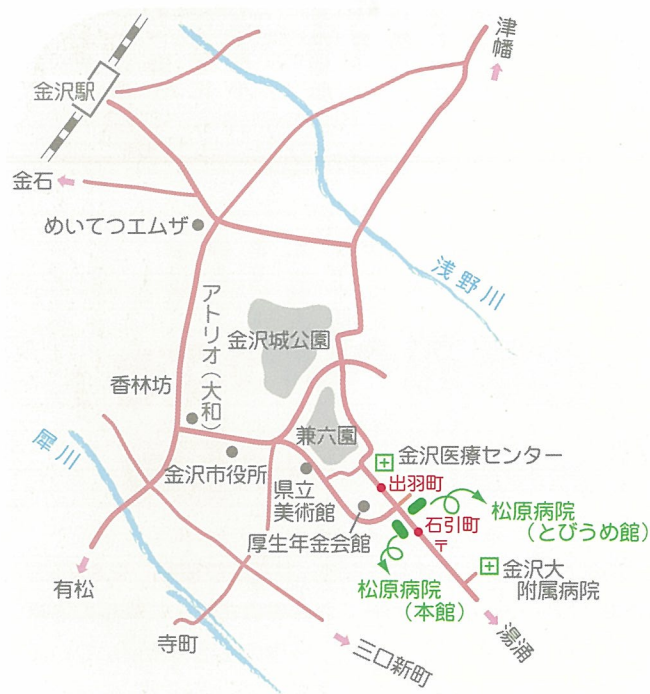 津幡
金沢駅
金石
めいてつエムザ
浅野川
アトリオ（大和）
金沢城公園
香林坊
兼六園
犀川
金沢市役所
県立
美術館
金沢医療センター
出羽町
松原病院
（とびうめ館）
石引町
〒
厚生年金会館
松原病院
（本館）
金沢大
附属病院
有松
寺町
三口新町
湯涌